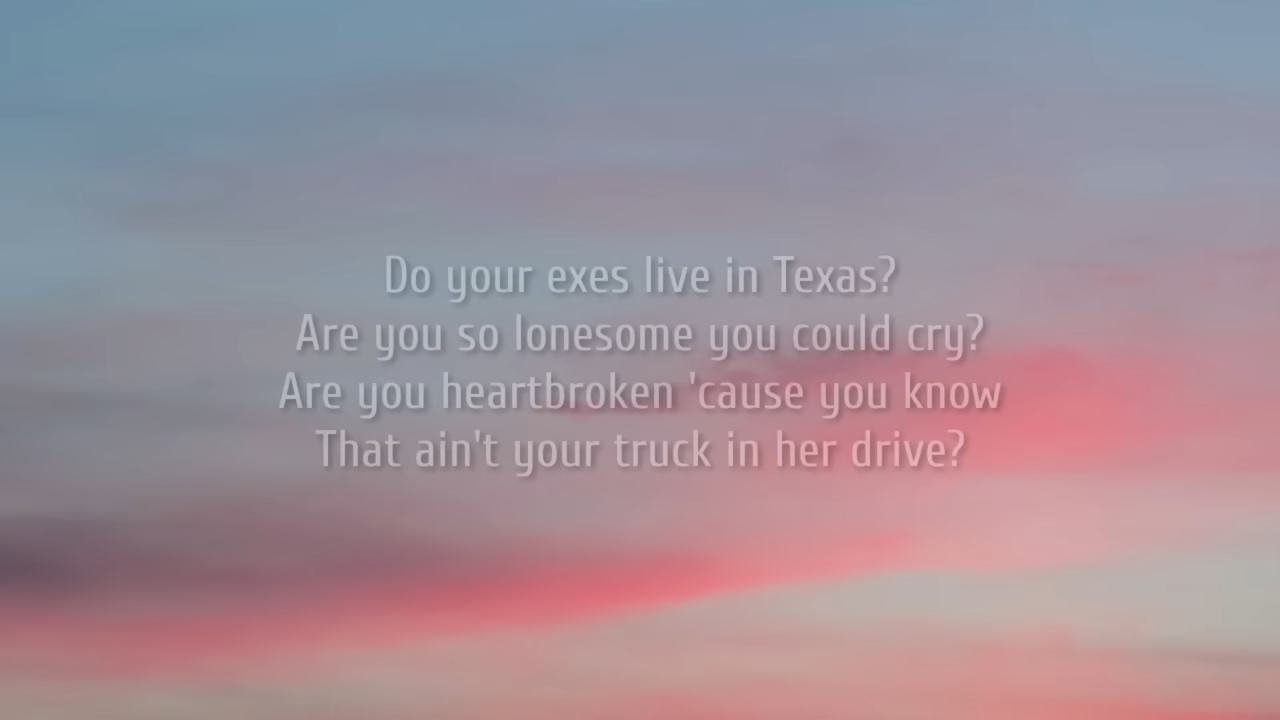 Do your exes live in Texas?
Are you so lonesome you could cry?
Are you heartbroken 'cause you know
That ain't your truck in her drive?